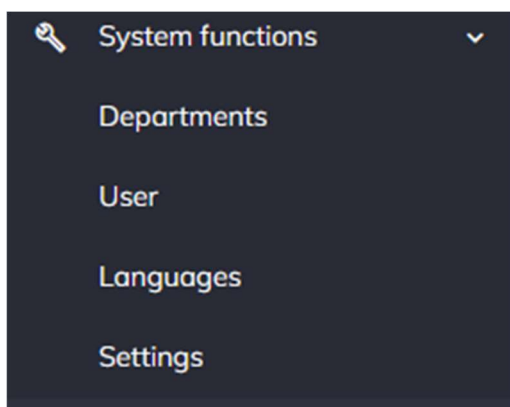 System functions
Departments
User
Languages
Settings